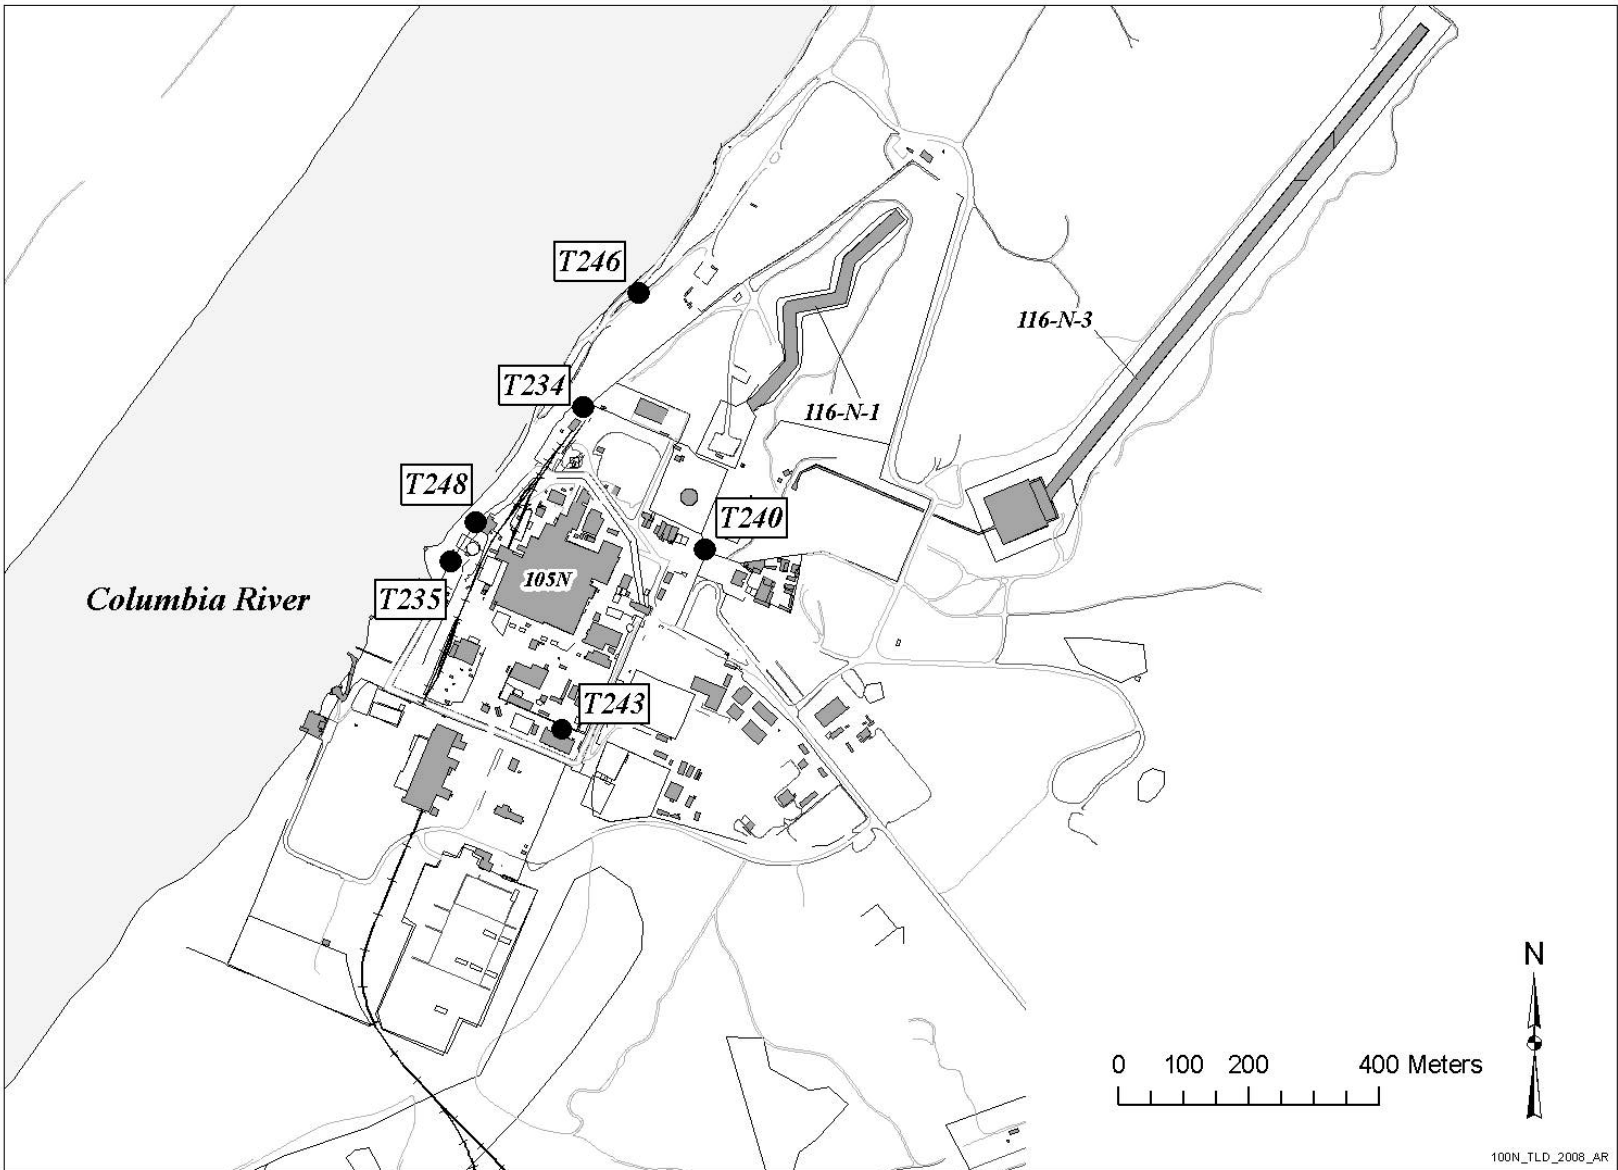 T246
116-N-3
T234
116-N-1
T248
T240
105N
Columbia River
T235
T243
N
0 100 200 400 Meters
100N_TLD_2008_AR